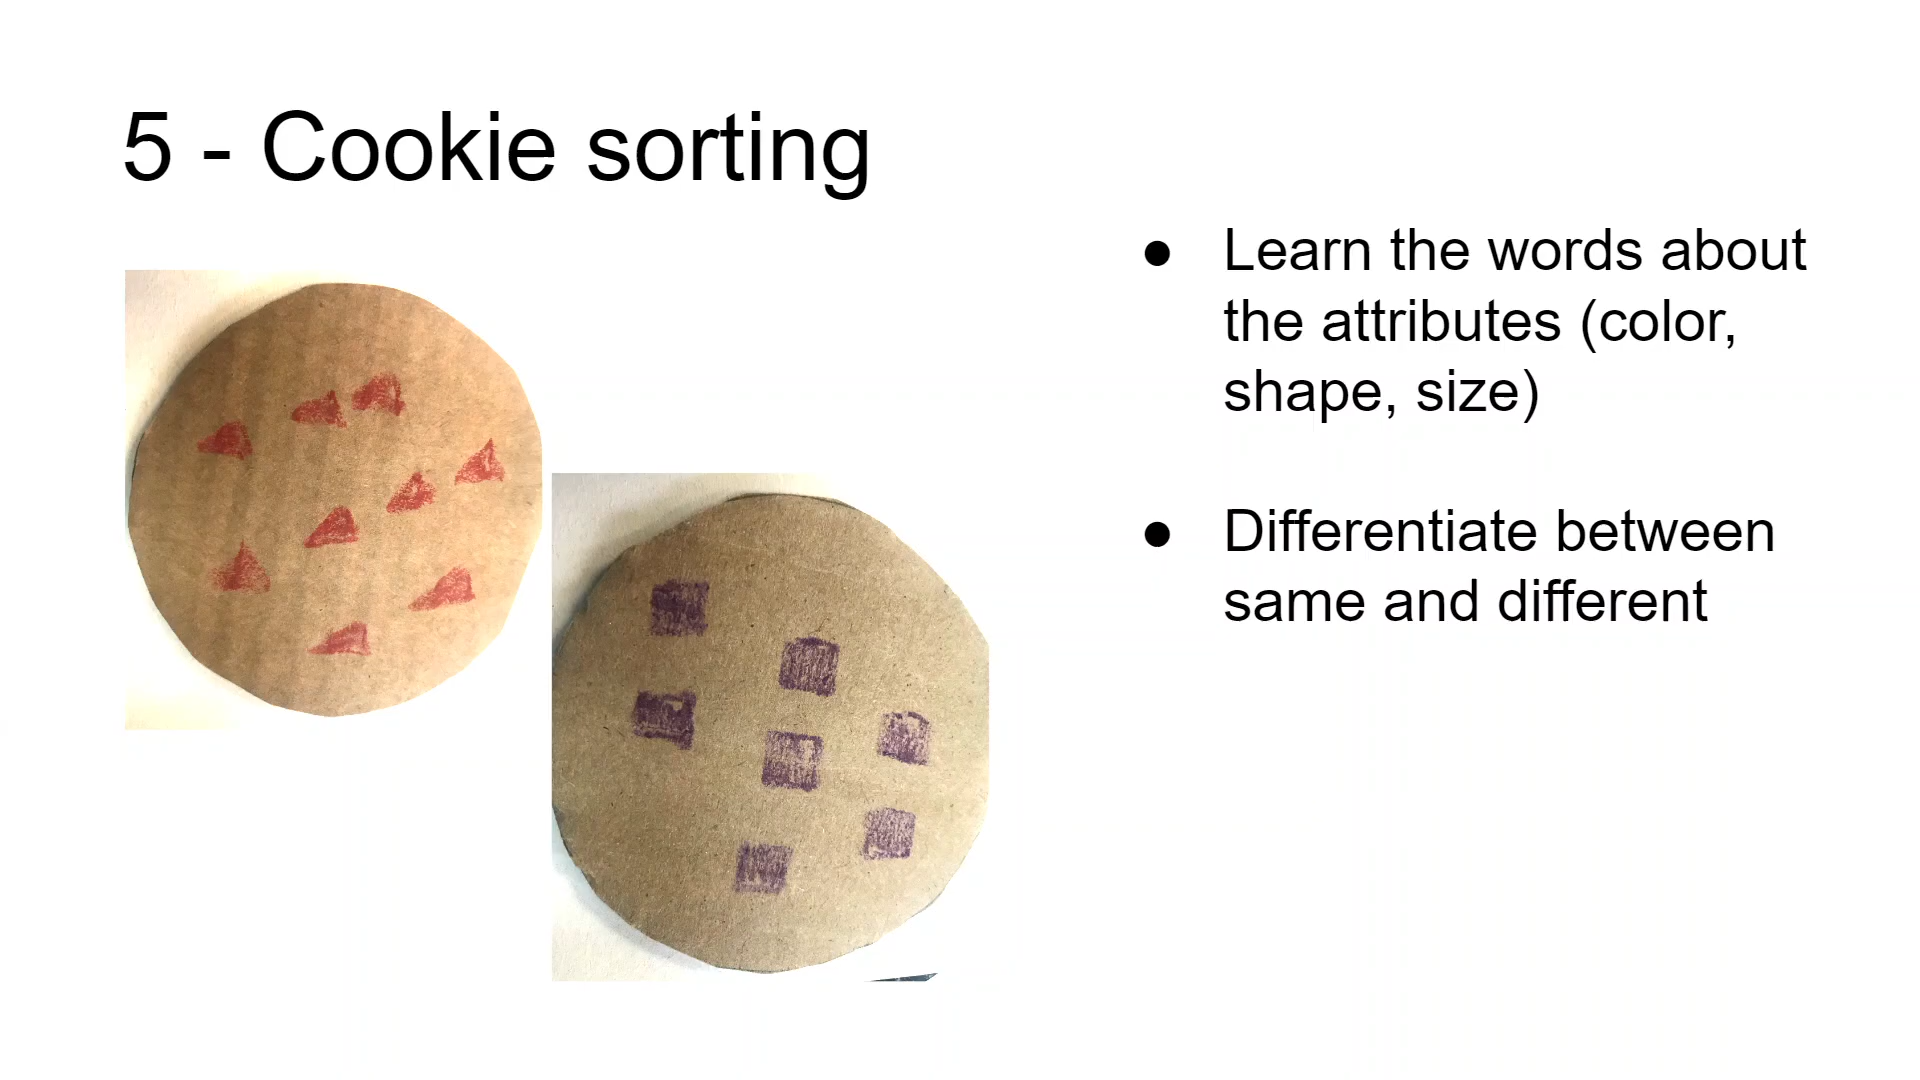 5 - Cookie sorting
● Learn the words about
the attributes (color,
shape, size)
● Differentiate between
same and different